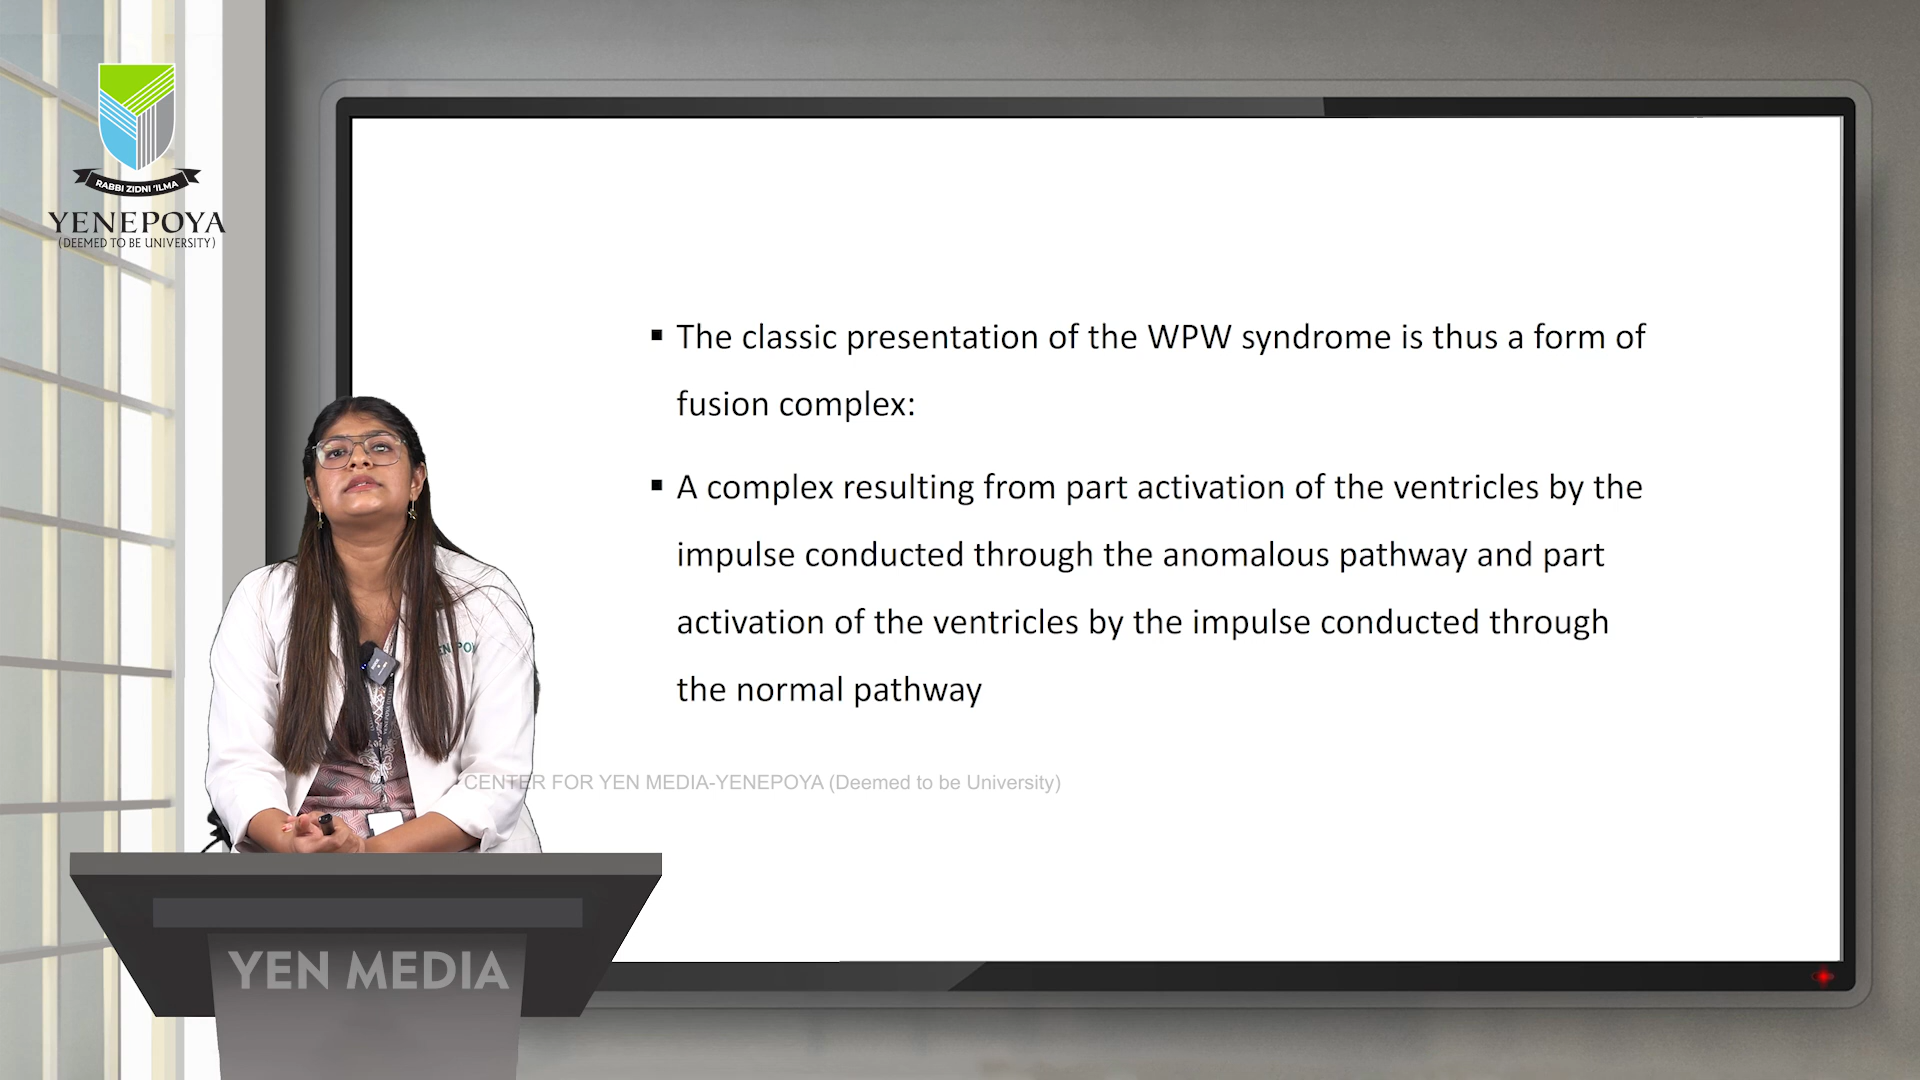 RABBI ZIDNI 'ILMA
YENEPOYA
(DEEMED TO BE UNIVERSITY)
▪ The classic presentation of the WPW syndrome is thus a form of
fusion complex:
▪ A complex resulting from part activation of the ventricles by the
impulse conducted through the anomalous pathway and part
activation of the ventricles by the impulse conducted through
the normal pathway
CENTER FOR YEN MEDIA-YENEPOYA (Deemed to be University)
YEN MEDIA